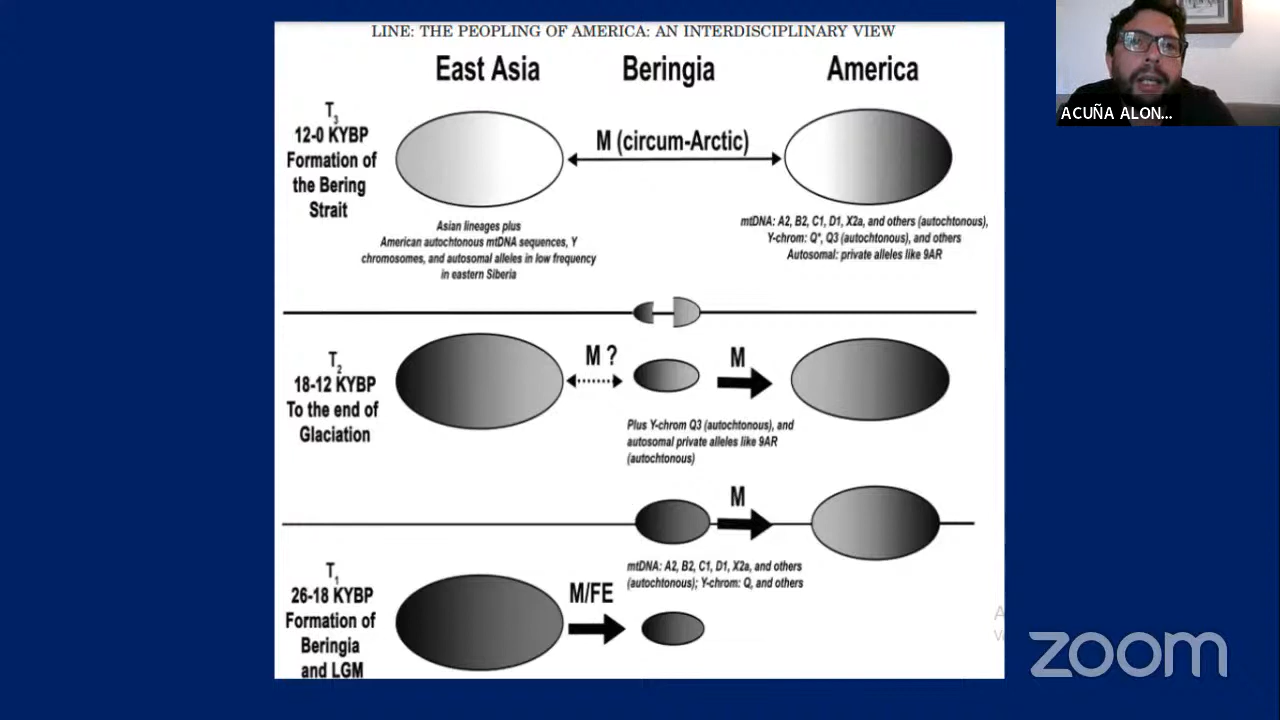 LINE: THE PEOPLING OF AMERICA: AN INTERDISCIPLINARY VIEW
East Asia
Beringia
America
T3
12-0 KYBP
Formation of
the Bering
Strait
M (circum-Arctic)
Asian lineages plus
American autochtonous mtDNA sequences, Y
chromosomes, and autosomal alleles in low frequency
in eastern Siberia
mtDNA: A2, B2, C1, D1, X2a, and others (autochtonous),
Y-chrom: Q*, Q3 (autochtonous), and others
Autosomal: private alleles like 9AR
T2
18-12 KYBP
To the end of
Glaciation
M ?
M
Plus Y-chrom Q3 (autochtonous), and
autosomal private alleles like 9AR
(autochtonous)
M
mtDNA: A2, B2, C1, D1, X2a, and others
(autochtonous); Y-chrom: Q, and others
T1
26-18 KYBP
Formation of
Beringia
and LGM
M/FE
ACUÑA ALON...
zoom